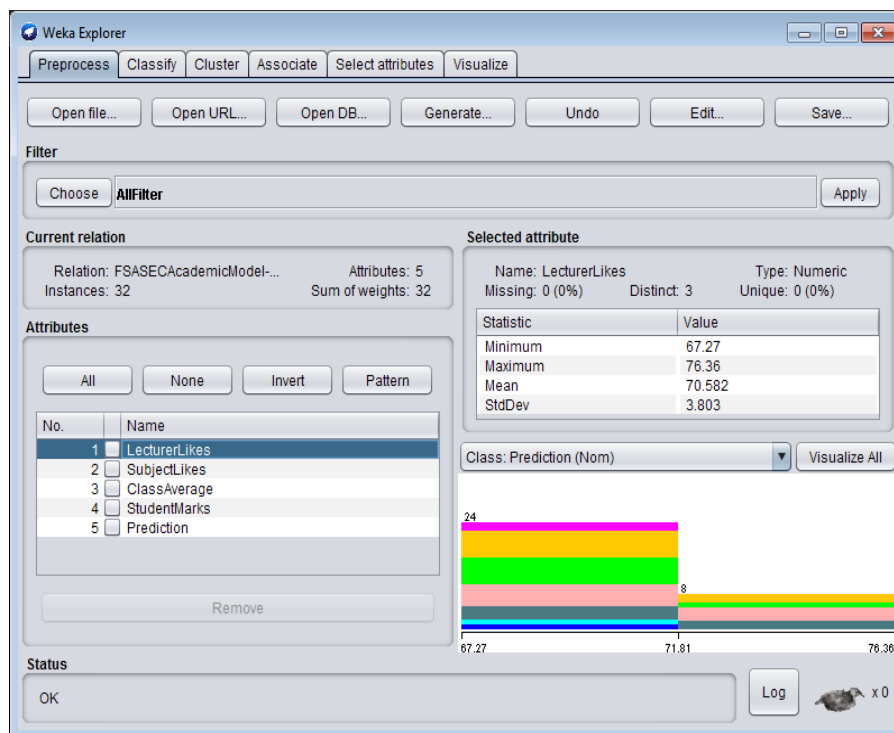 Weka Explorer
Preprocess Classify Cluster Associate Select attributes Visualize
Open file... Open URL... Open DB... Generate... Undo Edit... Save...
Filter
Choose AllFilter Apply
Current relation
Relation: FSASECAcademicModel-... Attributes: 5
Instances: 32 Sum of weights: 32
Attributes
All None Invert Pattern
No. Name
1 LecturerLikes
2 SubjectLikes
3 ClassAverage
4 StudentMarks
5 Prediction
Remove
Selected attribute
Name: LecturerLikes Type: Numeric
Missing: 0 (0%) Distinct: 3 Unique: 0 (0%)
Statistic Value
Minimum 67.27
Maximum 76.36
Mean 70.582
StdDev 3.803
Class: Prediction (Nom) Visualize All
24
8
67.27 71.81 76.36
Status
OK Log x 0